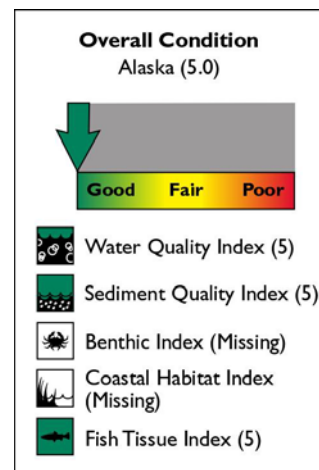 Overall Condition
Alaska (5.0)
Good Fair Poor
Water Quality Index (5)
Sediment Quality Index (5)
Benthic Index (Missing)
Coastal Habitat Index
(Missing)
Fish Tissue Index (5)